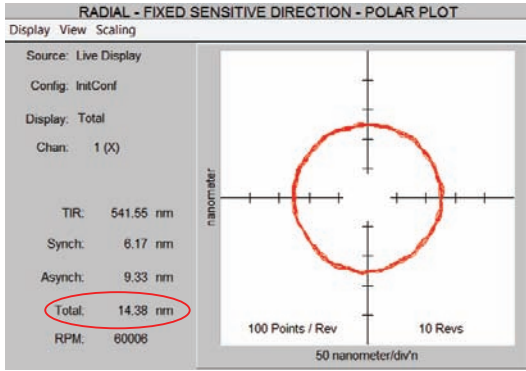 RADIAL - FIXED SENSITIVE DIRECTION - POLAR PLOT
Display View Scaling
Source: Live Display
Config: InitConf
Display: Total
Chan: 1 (X)
TIR: 541.55 nm
Synch: 6.17 nm
Asynch: 9.33 nm
Total: 14.38 nm
RPM: 60006
nanometer
100 Points / Rev 10 Revs
50 nanometer/div'n